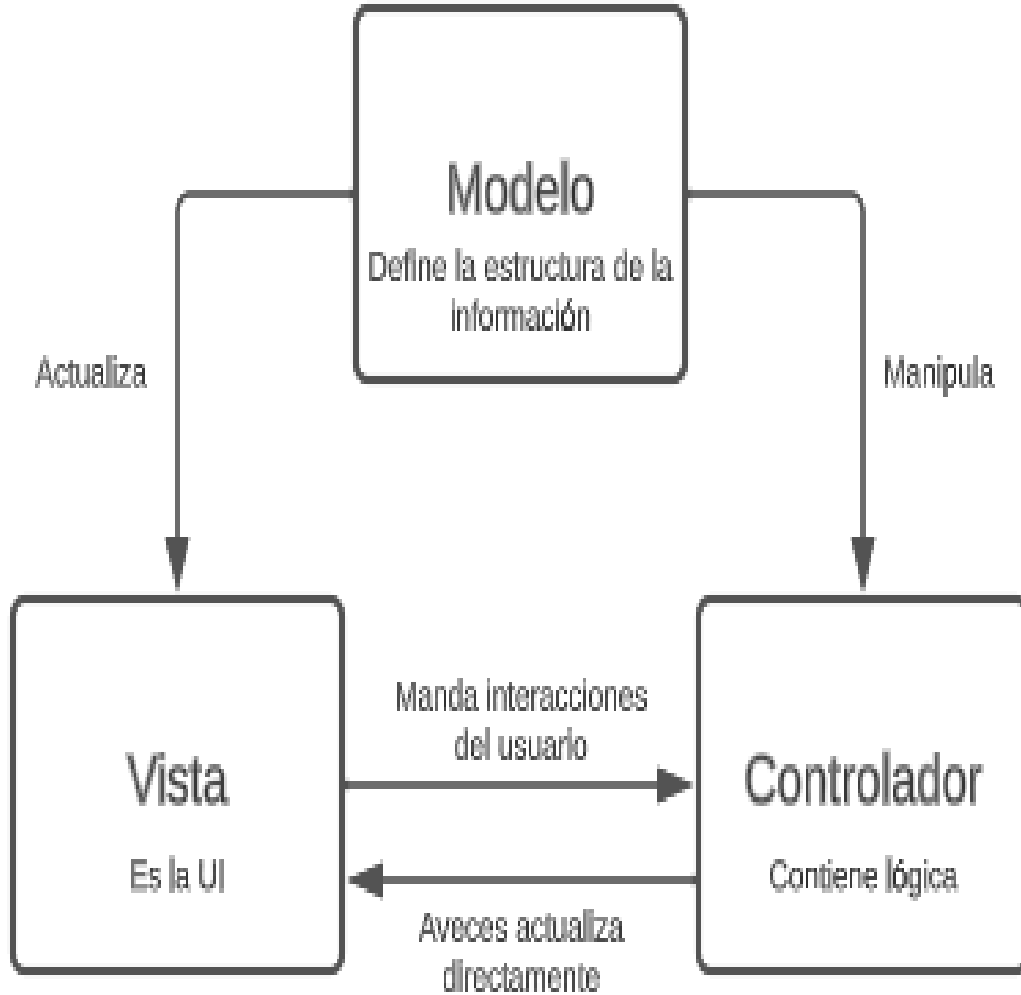 Modelo
Define la estructura de la
información
Actualiza
Manipula
Manda interacciones
del usuario
Vista
Es la UI
Controlador
Contiene lógica
Aveces actualiza
directamente